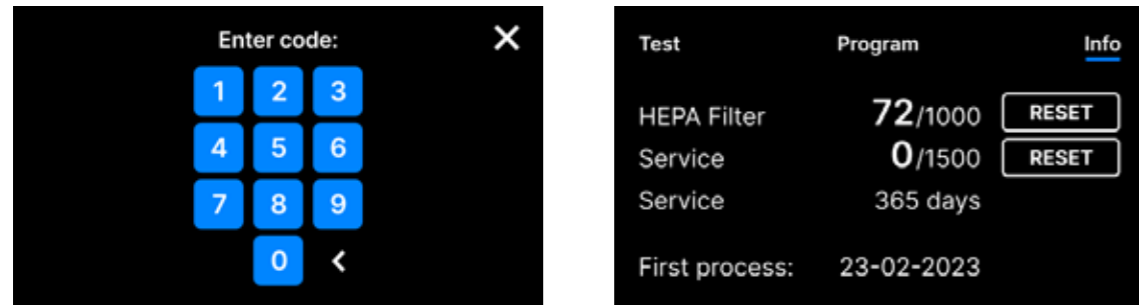 Enter code:
1 2 3
4 5 6
7 8 9
0
Test Program Info
HEPA Filter 72/1000 RESET
Service 0/1500 RESET
Service 365 days
First process: 23-02-2023